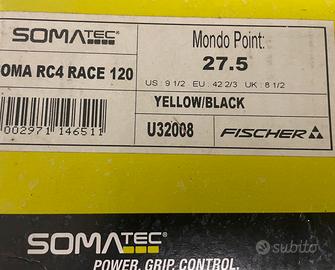 SOMATEC
Mondo Point:
SOMA RC4 RACE 120
27.5
US : 9 1/2 EU : 42 2/3 UK : 8 1/2
YELLOW/BLACK
002971 146511
U32008
FISCHER
SOMATEC
POWER. GRIP. CONTROL.
subito